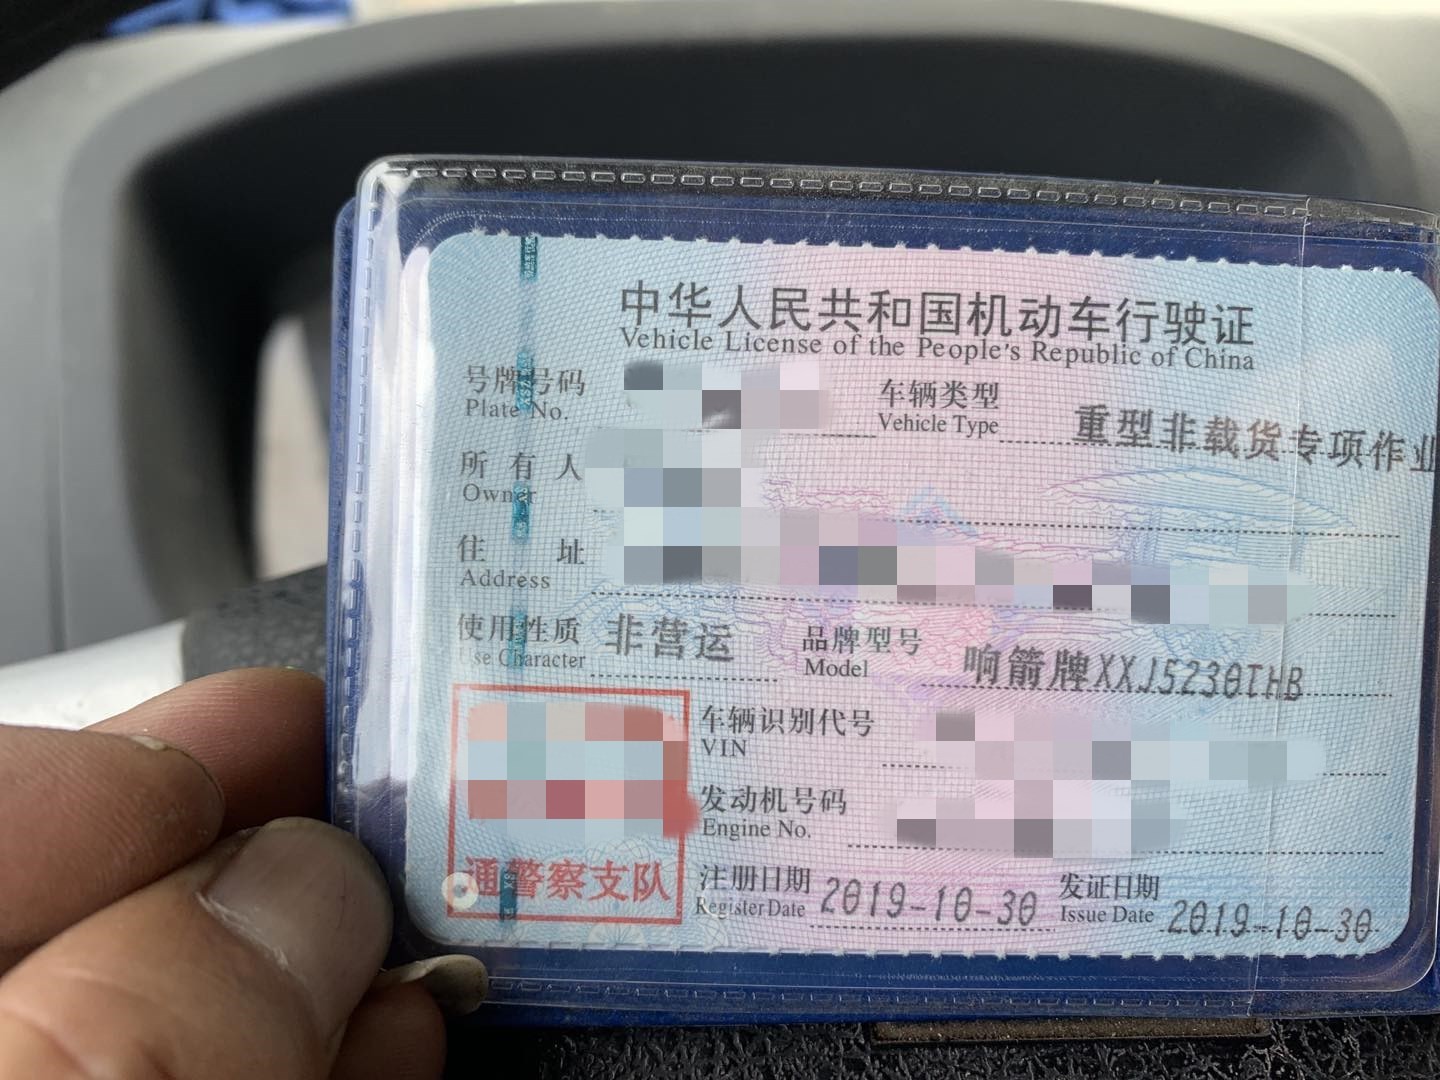 中华人民共和国机动车行驶证
Vehicle License of the People's Republic of China
号牌号码 车辆类型 重型非载货专项作业
Plate No. Vehicle Type
所有人
Owner
住址
Address
使用性质 非营运 品牌型号 响箭牌XXJ5230THB
Use Character Model
车辆识别代号
VIN
发动机号码
Engine No.
通警察支队
注册日期 2019-10-30 发证日期 2019-10-30
Register Date Issue Date